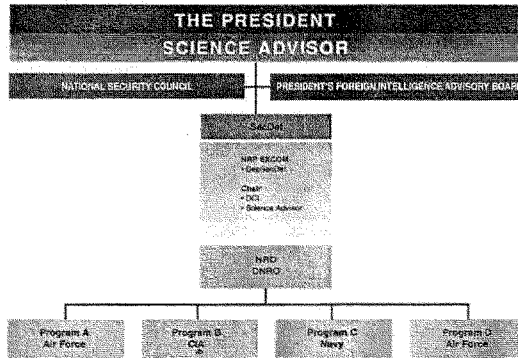 THE PRESIDENT
SCIENCE ADVISOR
NATIONAL SECURITY COUNCIL
PRESIDENT'S FOREIGN INTELLIGENCE ADVISORY BOARD
SecDef
NRP EXCOM
• DepSecDef
Chair
• DCI
• Science Advisor
NRO
DNRO
Program A
Air Force
Program B
CIA
Program C
Navy
Program D
Air Force